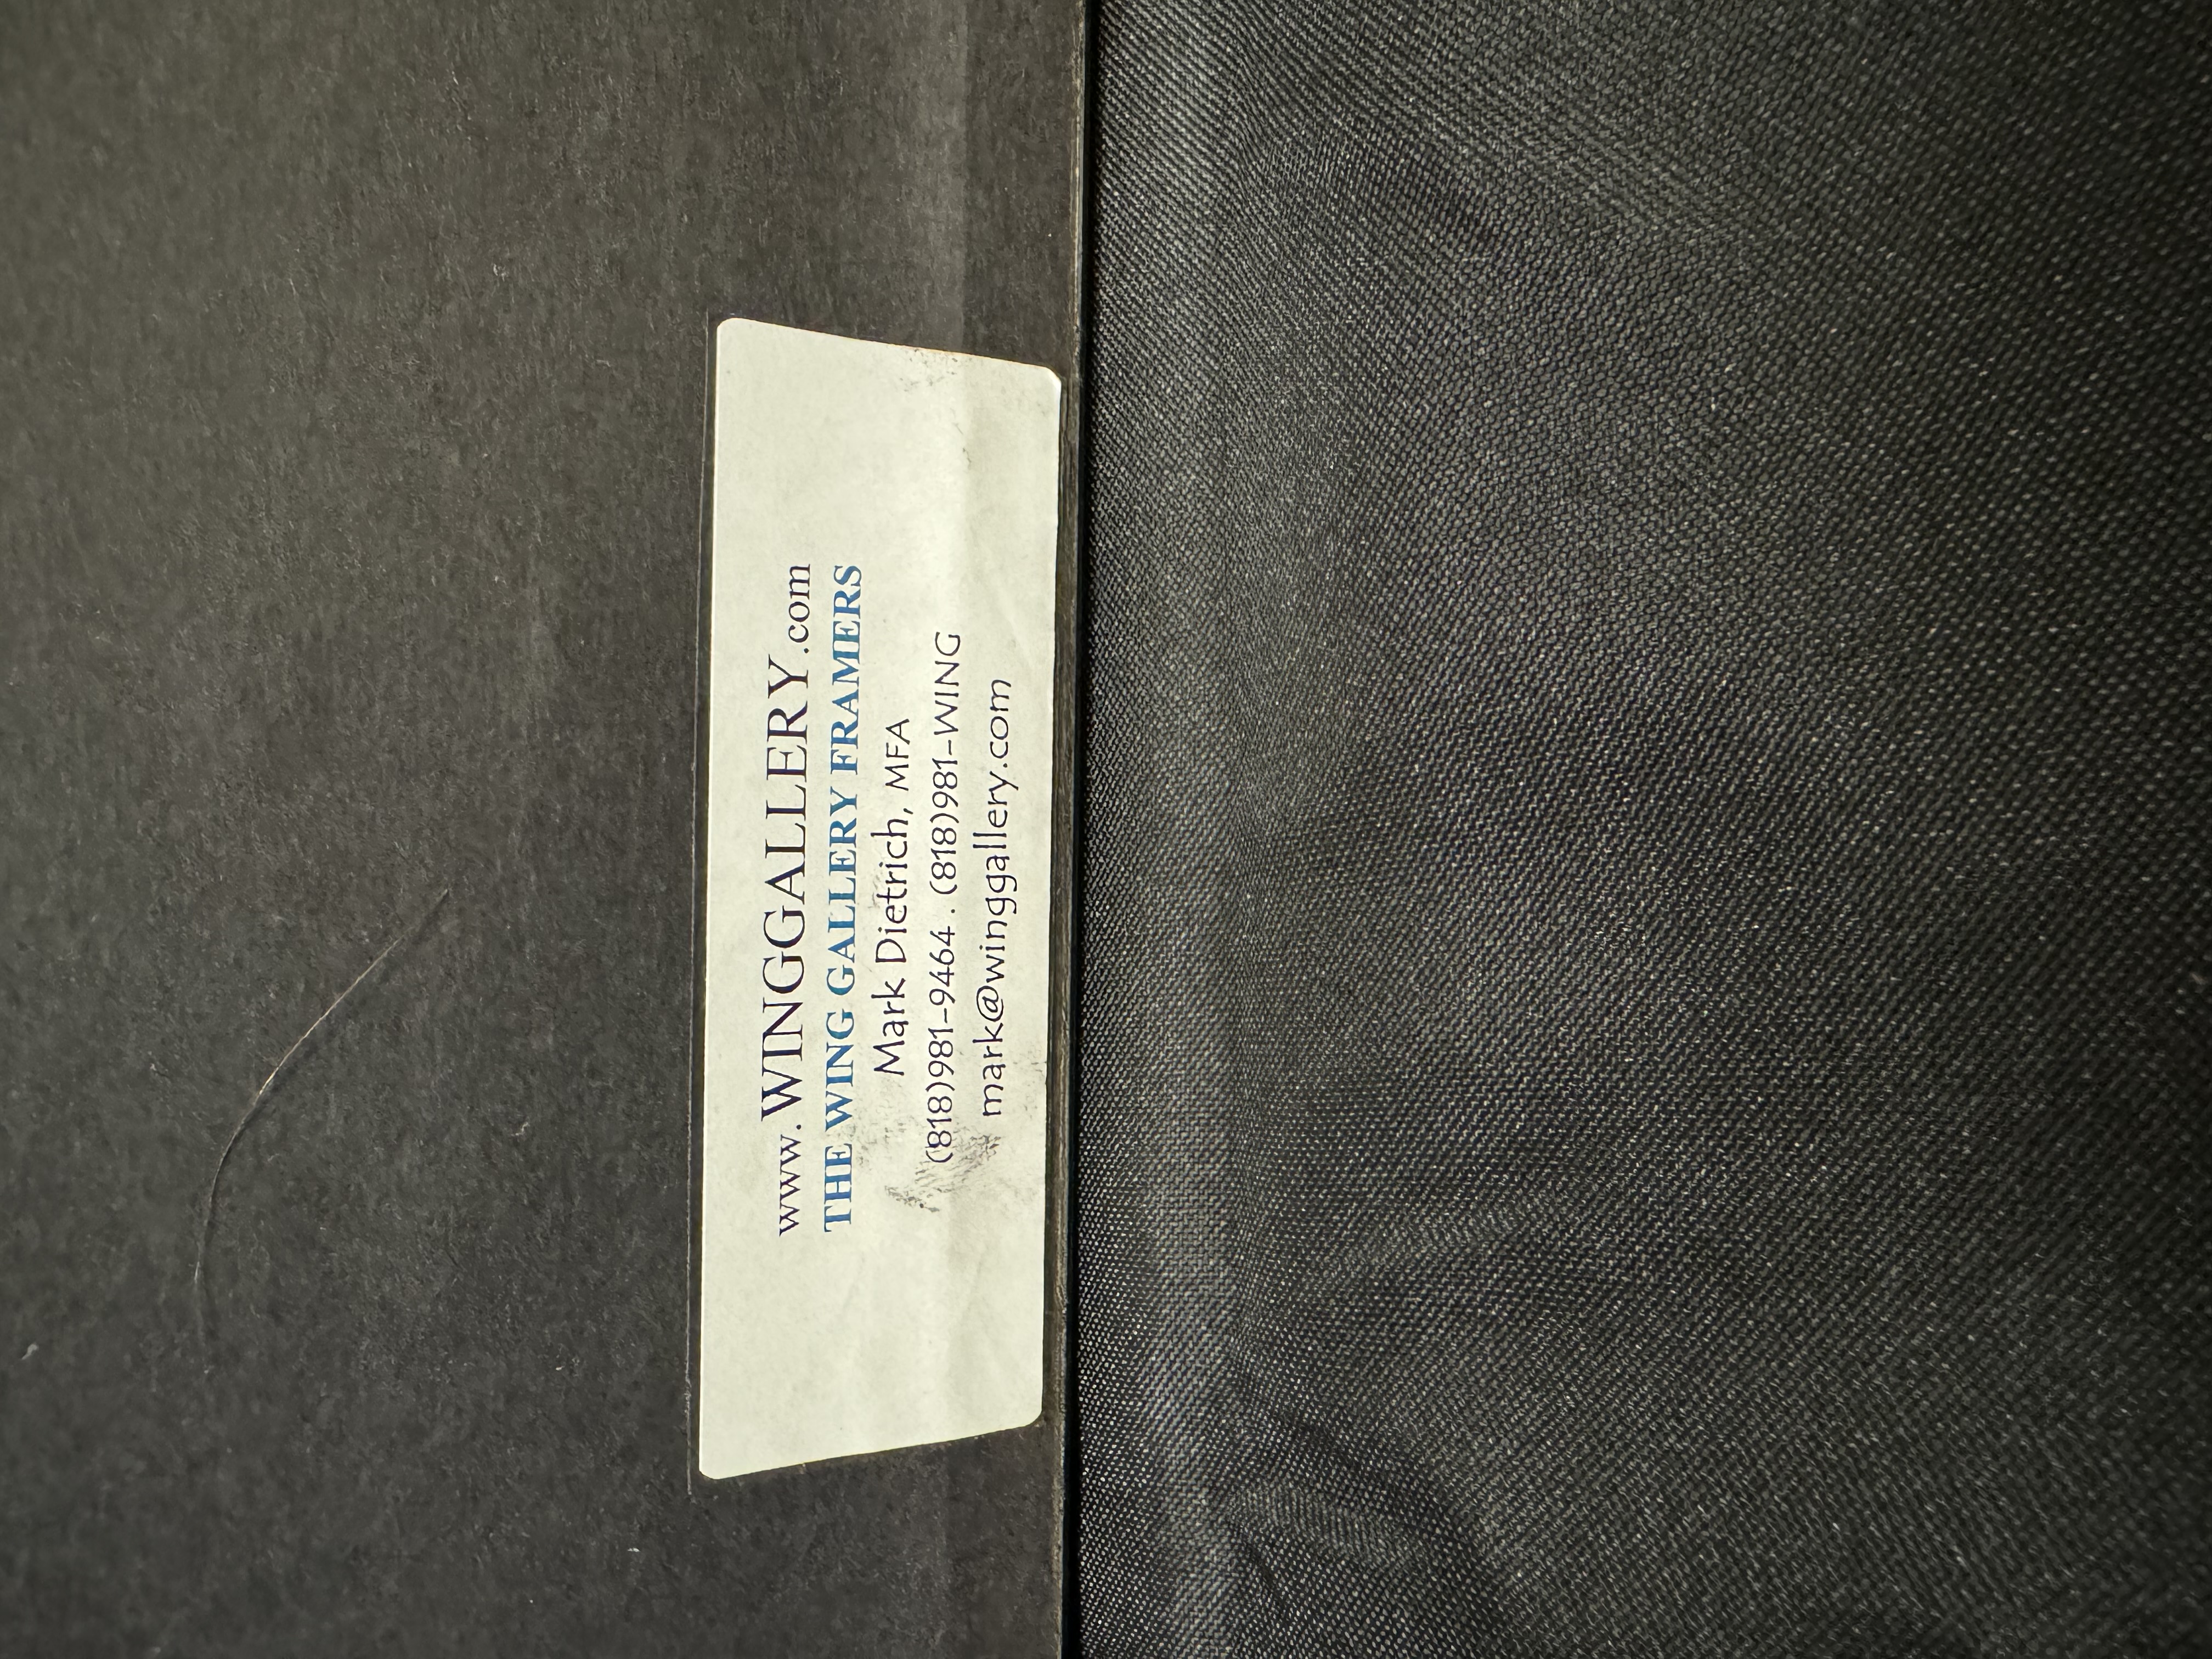 www.WINGGALLERY.com
THE WING GALLERY FRAMERS
Mark Dietrich, MFA
(818)981-9464 . (818)981-WING
mark@winggallery.com